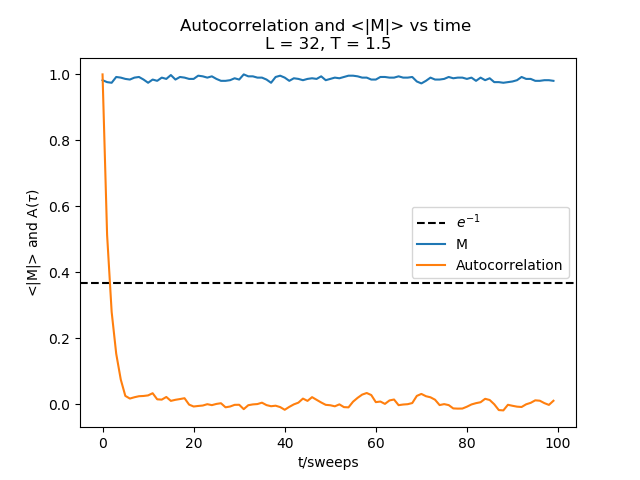 Autocorrelation and <|M|> vs time
L = 32, T = 1.5
<|M|> and A(τ)
1.0
0.8
0.6
0.4
0.2
0.0
e⁻¹
M
Autocorrelation
0 20 40 60 80 100
t/sweeps